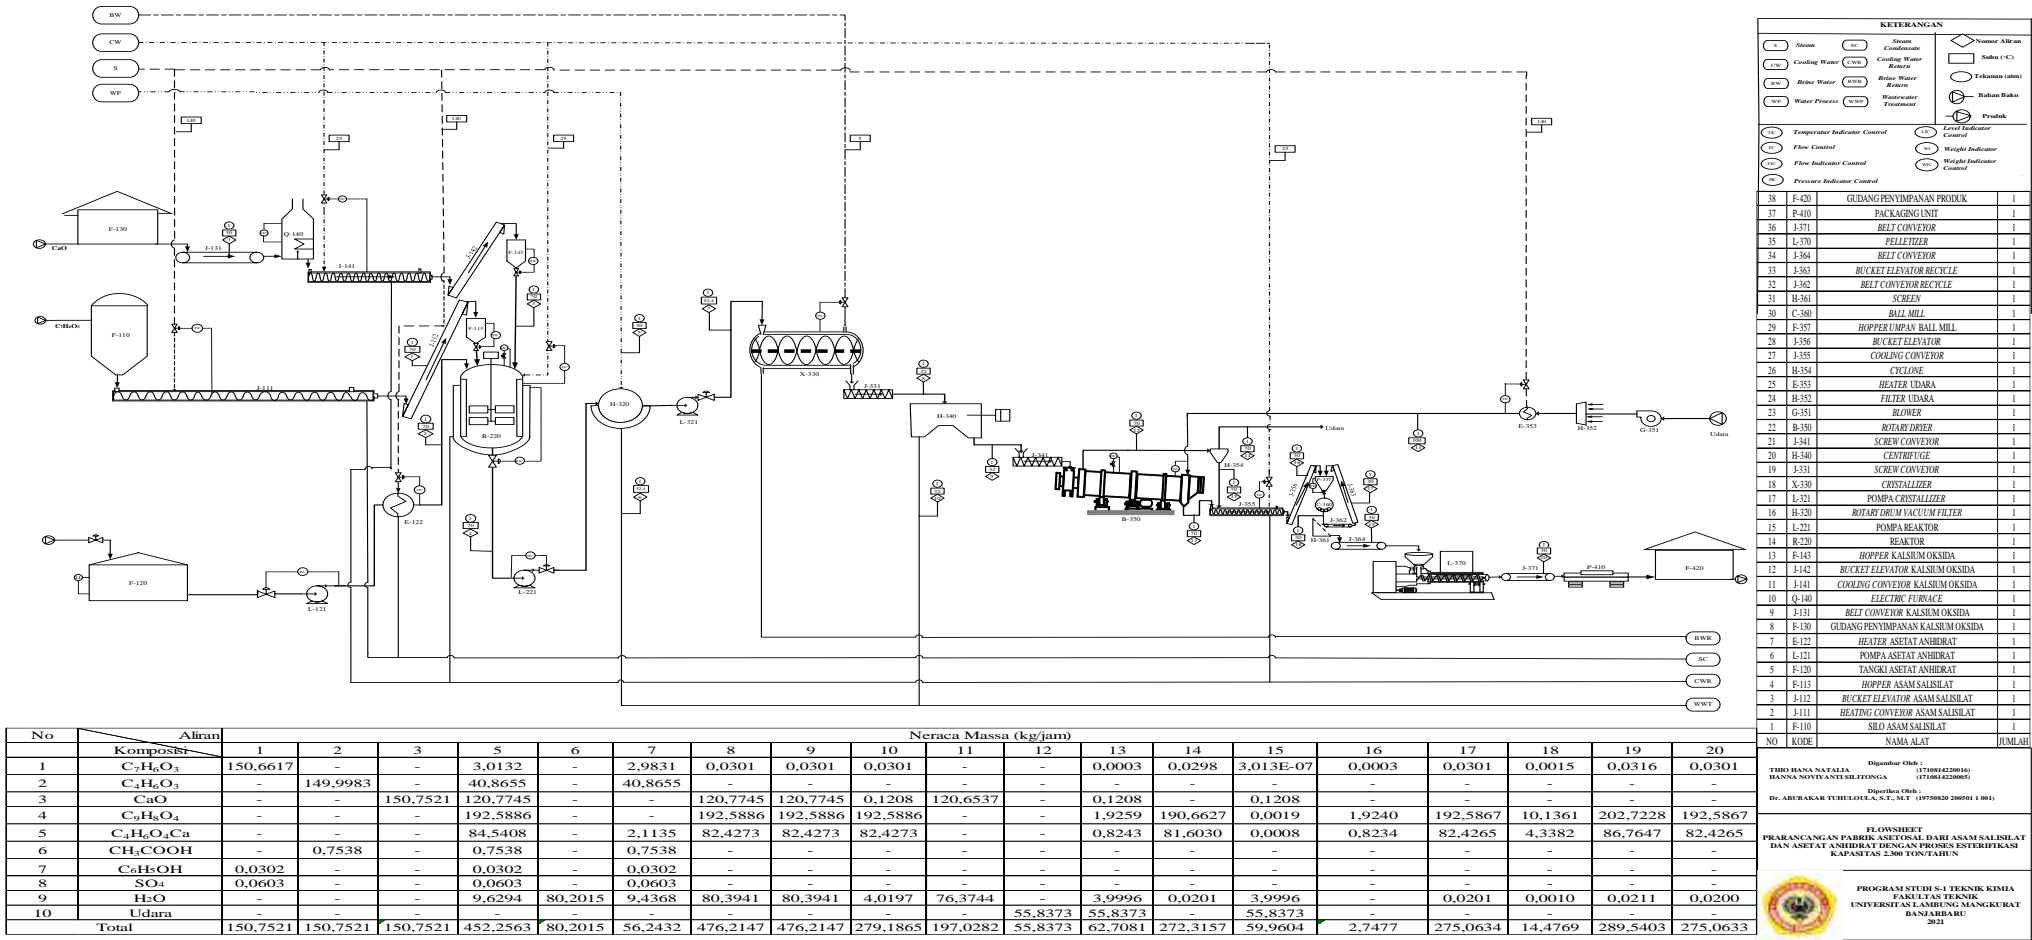 BW
CW
S
WP
140
25
140
25
5
25
140
F-130
CaO
J-131
Q-140
J-141
J-142
F-143
C7H6O3
F-110
J-111
J-112
F-113
R-220
H-320
L-321
X-330
J-331
H-340
J-341
B-350
H-354
Udara
J-355
J-356
F-357
C-360
J-363
J-362
H-361
J-364
E-353
H-352
G-351
Udara
E-122
F-120
L-121
L-221
L-370
J-371
P-410
F-420
BWR
SC
CWR
WWT
KETERANGAN
S Steam SC Steam Condensate
CW Cooling Water CWR Cooling Water Return
BW Brine Water BWR Brine Water Return
WP Water Process WWP Wastewater Treatment
Nomor Aliran
Suhu (°C)
Tekanan (atm)
Bahan Baku
Produk
TIC Temperatur Indicator Control
FC Flow Control
FIC Flow Indicator Control
PIC Pressure Indicator Control
LIC Level Indicator Control
WI Weight Indicator
WIC Weight Indicator Control
38 F-420 GUDANG PENYIMPANAN PRODUK 1
37 P-410 PACKAGING UNIT 1
36 J-371 BELT CONVEYOR 1
35 L-370 PELLETIZER 1
34 J-364 BELT CONVEYOR 1
33 J-363 BUCKET ELEVATOR RECYCLE 1
32 J-362 BELT CONVEYOR RECYCLE 1
31 H-361 SCREEN 1
30 C-360 BALL MILL 1
29 F-357 HOPPER UMPAN BALL MILL 1
28 J-356 BUCKET ELEVATOR 1
27 J-355 COOLING CONVEYOR 1
26 H-354 CYCLONE 1
25 E-353 HEATER UDARA 1
24 H-352 FILTER UDARA 1
23 G-351 BLOWER 1
22 B-350 ROTARY DRYER 1
21 J-341 SCREW CONVEYOR 1
20 H-340 CENTRIFUGE 1
19 J-331 SCREW CONVEYOR 1
18 X-330 CRYSTALLIZER 1
17 L-321 POMPA CRYSTALLIZER 1
16 H-320 ROTARY DRUM VACUUM FILTER 1
15 L-221 POMPA REAKTOR 1
14 R-220 REAKTOR 1
13 F-143 HOPPER KALSIUM OKSIDA 1
12 J-142 BUCKET ELEVATOR KALSIUM OKSIDA 1
11 J-141 COOLING CONVEYOR KALSIUM OKSIDA 1
10 Q-140 ELECTRIC FURNACE 1
9 J-131 BELT CONVEYOR KALSIUM OKSIDA 1
8 F-130 GUDANG PENYIMPANAN KALSIUM OKSIDA 1
7 E-122 HEATER ASETAT ANHIDRAT 1
6 L-121 POMPA ASETAT ANHIDRAT 1
5 F-120 TANGKI ASETAT ANHIDRAT 1
4 F-113 HOPPER ASAM SALISILAT 1
3 J-112 BUCKET ELEVATOR ASAM SALISILAT 1
2 J-111 HEATING CONVEYOR ASAM SALISILAT 1
1 F-110 SILO ASAM SALISILAT 1
NO KODE NAMA ALAT JUMLAH
Digambar Oleh :
THIO HANA NATALIA (1710814220016)
HANNA NOVIYANTI SILITONGA (1710814220005)
Diperiksa Oleh :
Dr. ABUBAKAR TUHULOULA, S.T., M.T (19750820 200501 1 001)
FLOWSHEET
PRARANCANGAN PABRIK ASETOSAL DARI ASAM SALISILAT
DAN ASETAT ANHIDRAT DENGAN PROSES ESTERIFIKASI
KAPASITAS 2.300 TON/TAHUN
PROGRAM STUDI S-1 TEKNIK KIMIA
FAKULTAS TEKNIK
UNIVERSITAS LAMBUNG MANGKURAT
BANJARBARU
2021
No Aliran Neraca Massa (kg/jam)
Komposisi 1 2 3 5 6 7 8 9 10 11 12 13 14 15 16 17 18 19 20
1 C7H6O3 150,6617 - - 3,0132 - 2,9831 0,0301 0,0301 0,0301 - - 0,0003 0,0298 3,013E-07 0,0003 0,0301 0,0015 0,0316 0,0301
2 C4H6O3 - 149,9983 - 40,8655 - 40,8655 - - - - - - - - - - - - -
3 CaO - - 150,7521 120,7745 - - 120,7745 120,7745 0,1208 120,6537 - 0,1208 - 0,1208 - - - - -
4 C9H8O4 - - - 192,5886 - - 192,5886 192,5886 192,5886 - - 1,9259 190,6627 0,0019 1,9240 192,5867 10,1361 202,7228 192,5867
5 C4H6O4Ca - - - 84,5408 - 2,1135 82,4273 82,4273 82,4273 - - 0,8243 81,6030 0,0008 0,8234 82,4265 4,3382 86,7647 82,4265
6 CH3COOH - 0,7538 - 0,7538 - 0,7538 - - - - - - - - - - - - -
7 C6H5OH 0,0302 - - 0,0302 - 0,0302 - - - - - - - - - - - - -
8 SO4 0,0603 - - 0,0603 - 0,0603 - - - - - - - - - - - - -
9 H2O - - - 9,6294 80,2015 9,4368 80,3941 80,3941 4,0197 76,3744 - 3,9996 0,0201 3,9996 - 0,0201 0,0010 0,0211 0,0200
10 Udara - - - - - - - - - - 55,8373 55,8373 - 55,8373 - - - - -
Total 150,7521 150,7521 150,7521 452,2563 80,2015 56,2432 476,2147 476,2147 279,1865 197,0282 55,8373 62,7081 272,3157 59,9604 2,7477 275,0634 14,4769 289,5403 275,0633